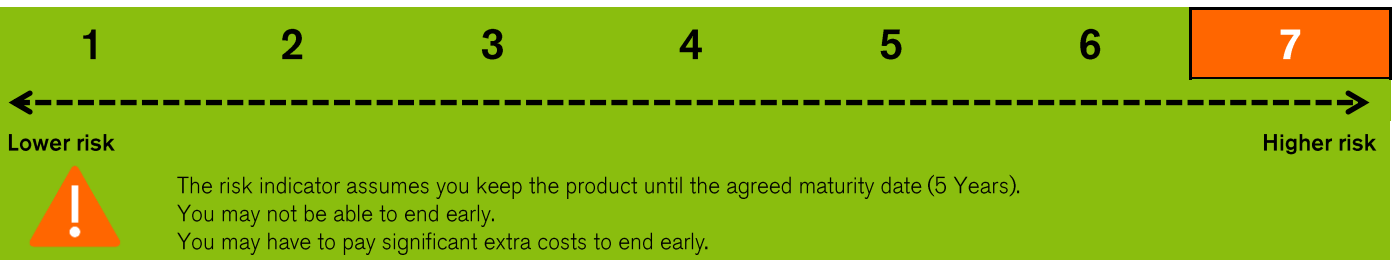 1 2 3 4 5 6 7
Lower risk Higher risk
The risk indicator assumes you keep the product until the agreed maturity date (5 Years).
You may not be able to end early.
You may have to pay significant extra costs to end early.